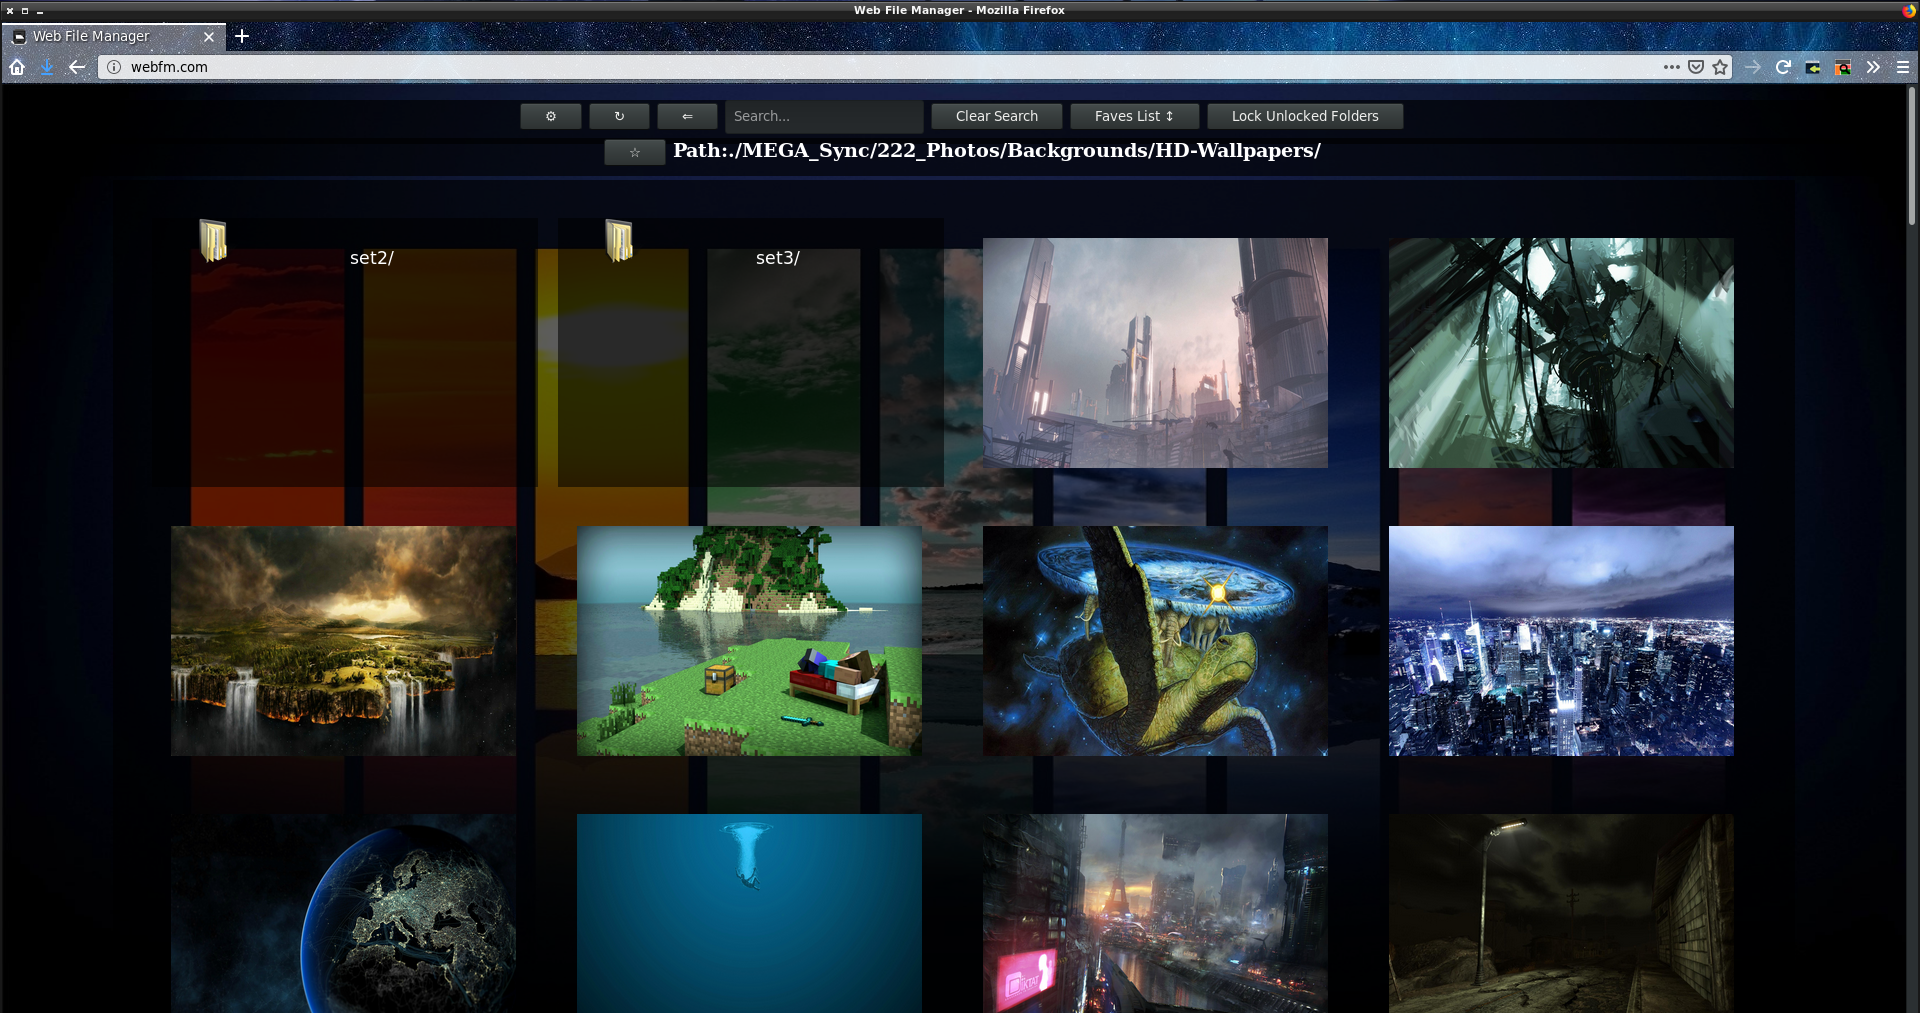 Web File Manager - Mozilla Firefox
Web File Manager
webfm.com
Search...
Clear Search
Faves List ↕
Lock Unlocked Folders
Path:./MEGA_Sync/222_Photos/Backgrounds/HD-Wallpapers/
set2/
set3/